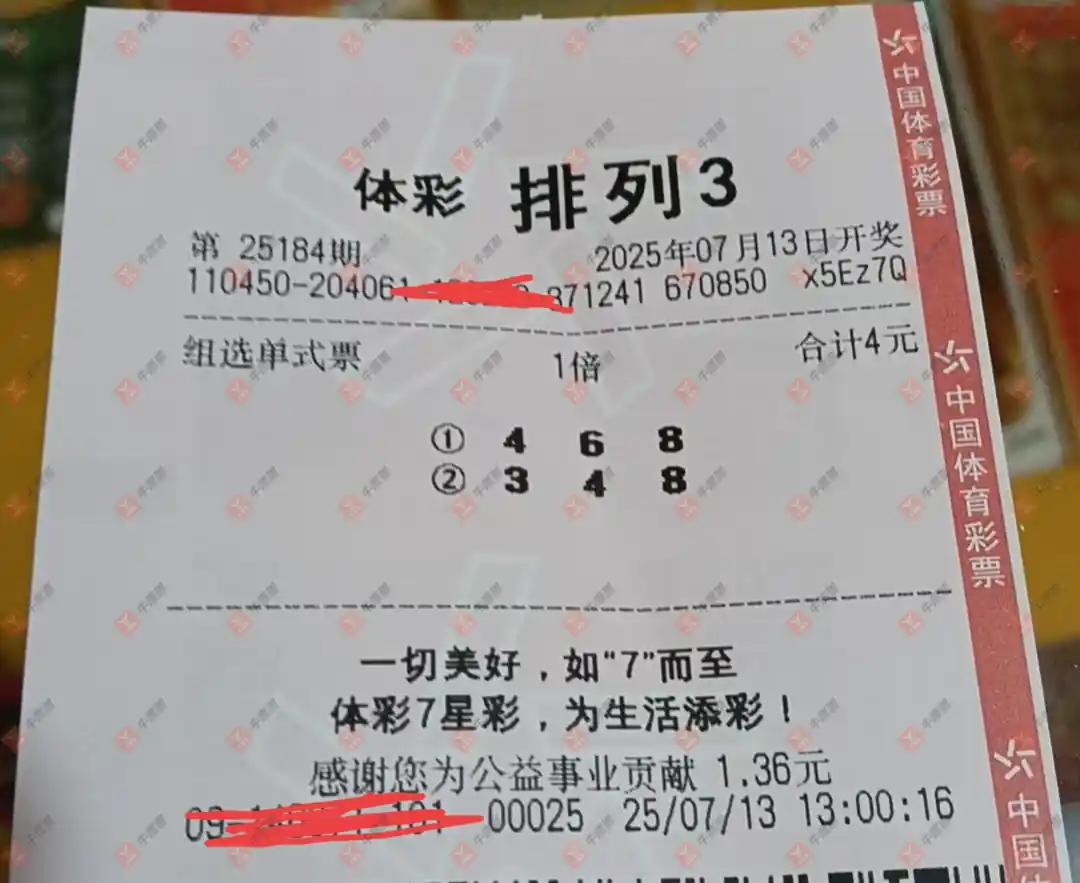 体彩 排列3
第 25184期 2025年07月13日开奖
110450-204061 871241 670850 x5Ez7Q
组选单式票 1倍 合计4元
① 4 6 8
② 3 4 8
一切美好，如“7”而至
体彩7星彩，为生活添彩！
感谢您为公益事业贡献 1.36元
00025 25/07/13 13:00:16
中国体育彩票
中国体育彩票
中国体